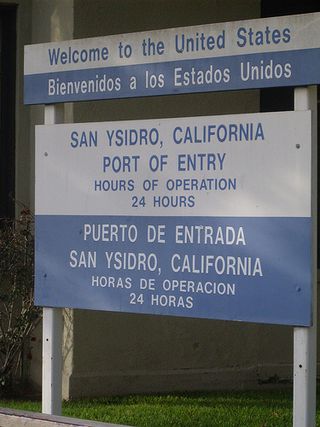 Welcome to the United States
Bienvenidos a los Estados Unidos
SAN YSIDRO, CALIFORNIA
PORT OF ENTRY
HOURS OF OPERATION
24 HOURS
PUERTO DE ENTRADA
SAN YSIDRO, CALIFORNIA
HORAS DE OPERACION
24 HORAS